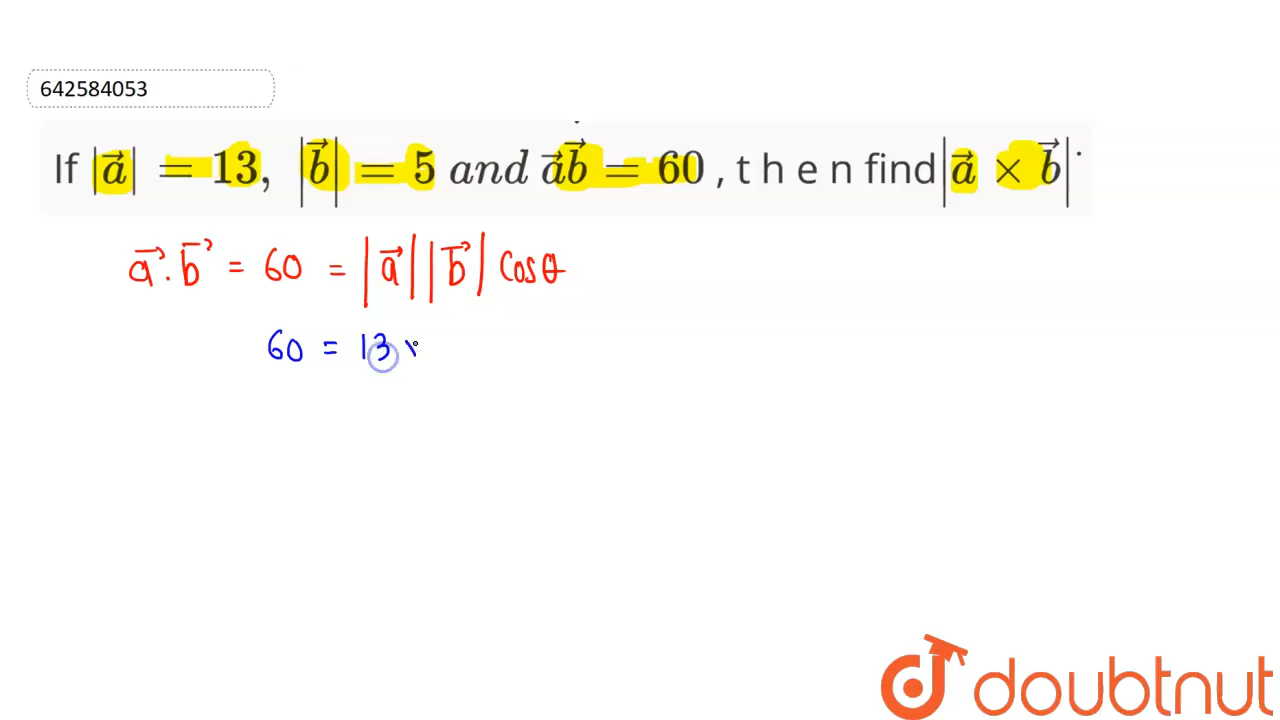 642584053
If |a⃗| = 13, |b⃗| = 5 and a⃗b⃗ = 60 , t h e n find|a⃗ × b⃗|.
a⃗ . b⃗ = 60 = |a⃗| |b⃗| Cosθ
60 = 13 ×
doubtnut